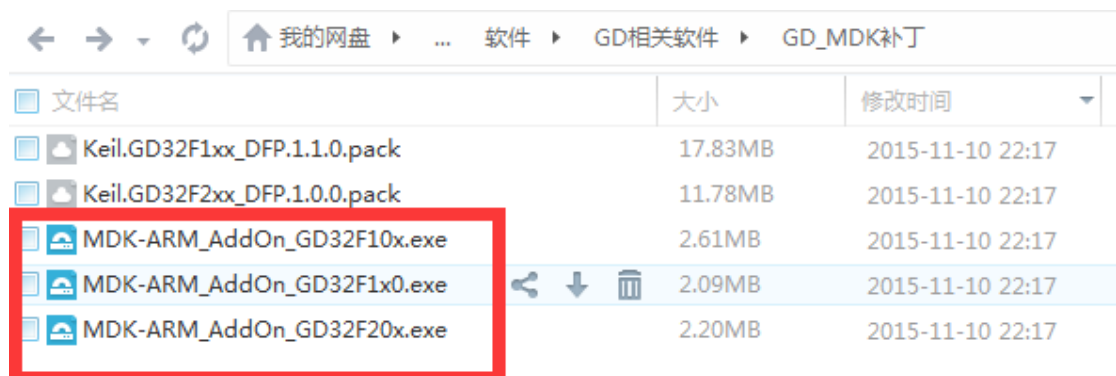 我的网盘 ... 软件 GD相关软件 GD_MDK补丁
文件名 大小 修改时间
Keil.GD32F1xx_DFP.1.1.0.pack 17.83MB 2015-11-10 22:17
Keil.GD32F2xx_DFP.1.0.0.pack 11.78MB 2015-11-10 22:17
MDK-ARM_AddOn_GD32F10x.exe 2.61MB 2015-11-10 22:17
MDK-ARM_AddOn_GD32F1x0.exe 2.09MB 2015-11-10 22:17
MDK-ARM_AddOn_GD32F20x.exe 2.20MB 2015-11-10 22:17